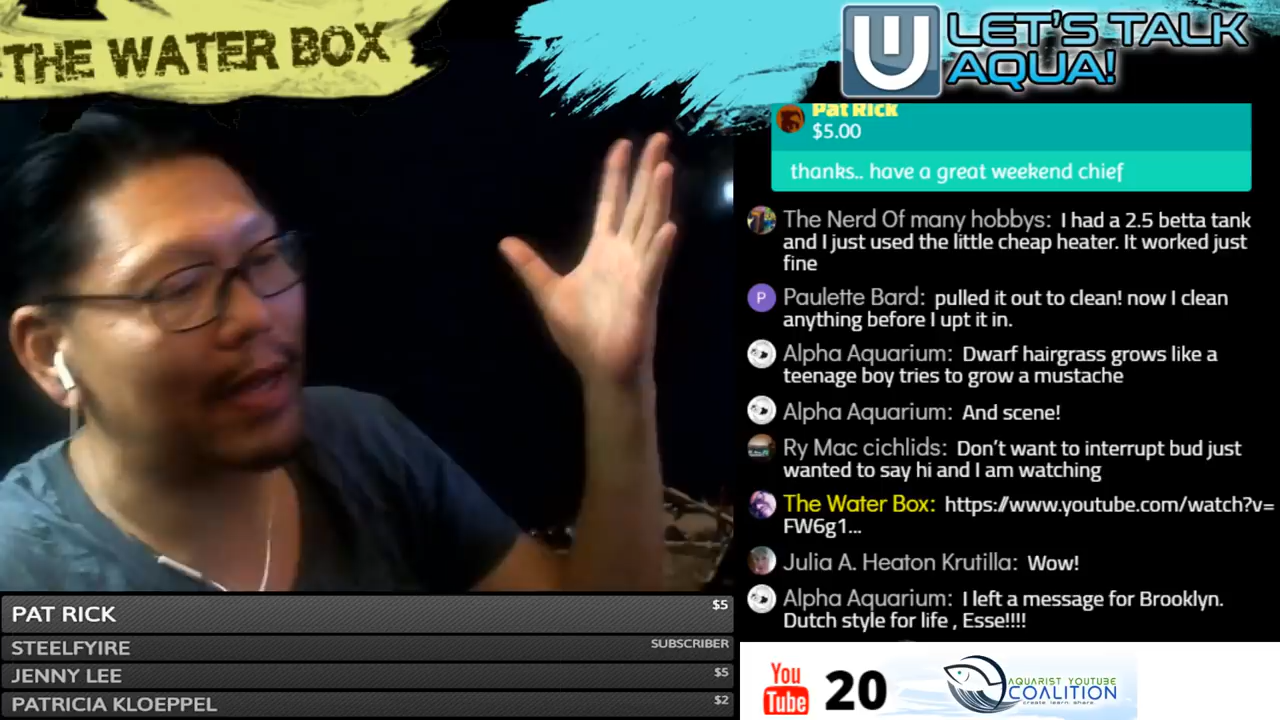 THE WATER BOX
LET'S TALK
AQUA!
Pat Rick
$5.00
thanks.. have a great weekend chief
The Nerd Of many hobbys: I had a 2.5 betta tank
and I just used the little cheap heater. It worked just
fine
P
Paulette Bard: pulled it out to clean! now I clean
anything before I upt it in.
Alpha Aquarium: Dwarf hairgrass grows like a
teenage boy tries to grow a mustache
Alpha Aquarium: And scene!
Ry Mac cichlids: Don't want to interrupt bud just
wanted to say hi and I am watching
The Water Box: https://www.youtube.com/watch?v=
FW6g1...
Julia A. Heaton Krutilla: Wow!
Alpha Aquarium: I left a message for Brooklyn.
Dutch style for life , Esse!!!!
PAT RICK $5
STEELFYIRE SUBSCRIBER
JENNY LEE $5
PATRICIA KLOEPPEL $2
You
Tube
20
AQUARIST YOUTUBE
COALITION
create. learn. share.